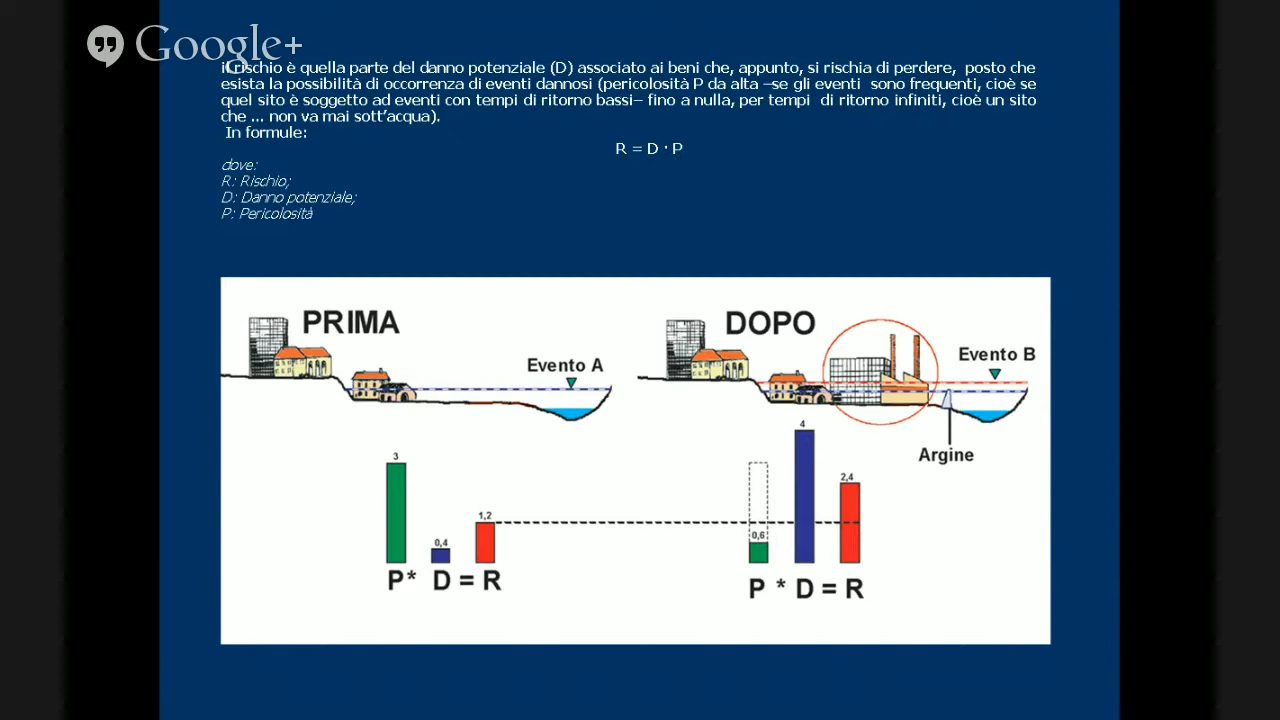 Google+
il rischio è quella parte del danno potenziale (D) associato ai beni che, appunto, si rischia di perdere, posto che
esista la possibilità di occorrenza di eventi dannosi (pericolosità P da alta –se gli eventi sono frequenti, cioè se
quel sito è soggetto ad eventi con tempi di ritorno bassi– fino a nulla, per tempi di ritorno infiniti, cioè un sito
che ... non va mai sott'acqua).
In formule:
R = D · P
dove:
R: Rischio;
D: Danno potenziale;
P: Pericolosità
PRIMA
DOPO
Evento A
Evento B
Argine
3
0,4
1,2
0,6
4
2,4
P* D = R
P * D = R